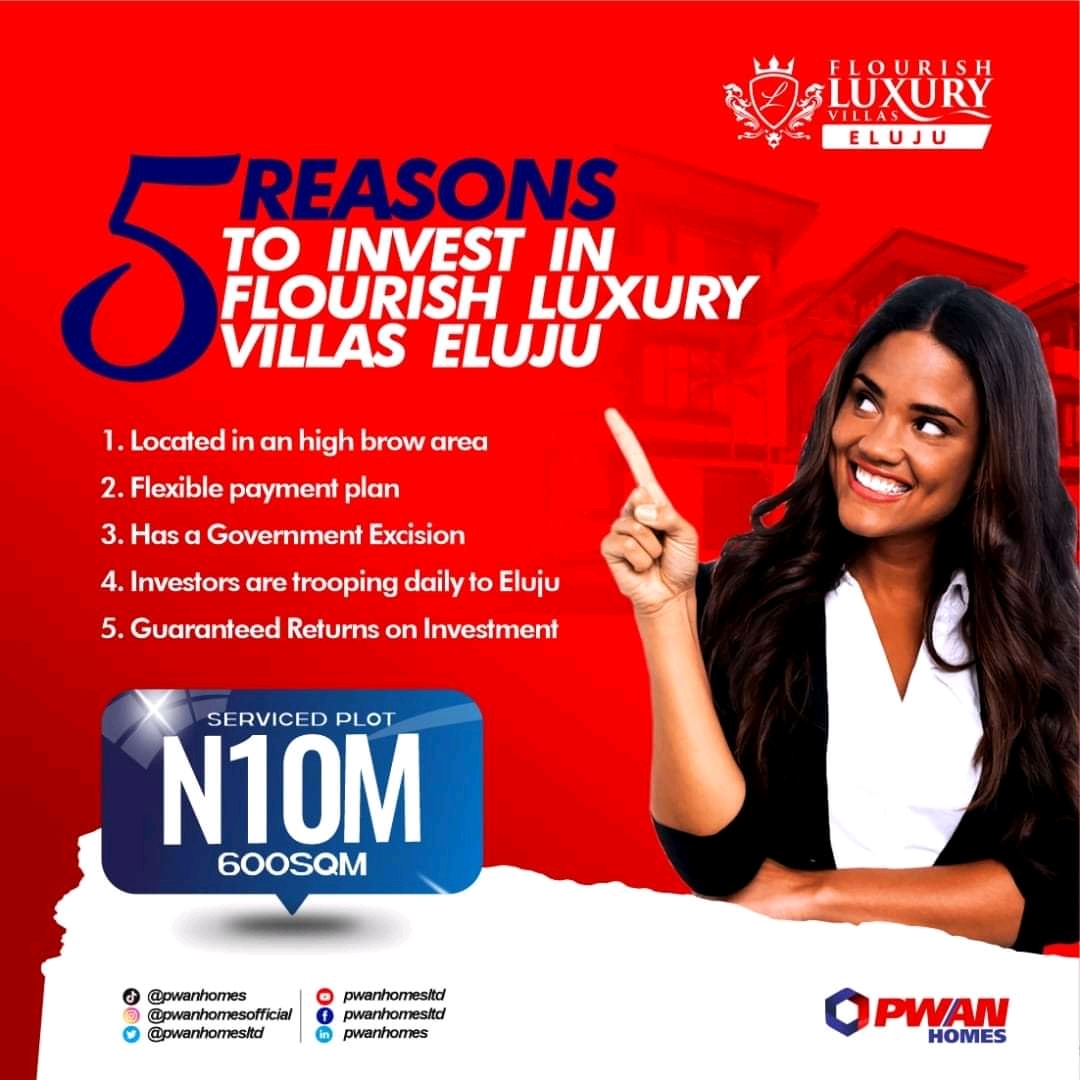 FLOURISH
LUXURY
VILLAS
ELUJU
5 REASONS
TO INVEST IN
FLOURISH LUXURY
VILLAS ELUJU
1. Located in an high brow area
2. Flexible payment plan
3. Has a Government Excision
4. Investors are trooping daily to Eluju
5. Guaranteed Returns on Investment
SERVICED PLOT
N10M
600SQM
@pwanhomes
@pwanhomesofficial
@pwanhomesltd
pwanhomesltd
pwanhomesltd
pwanhomes
PWAN
HOMES